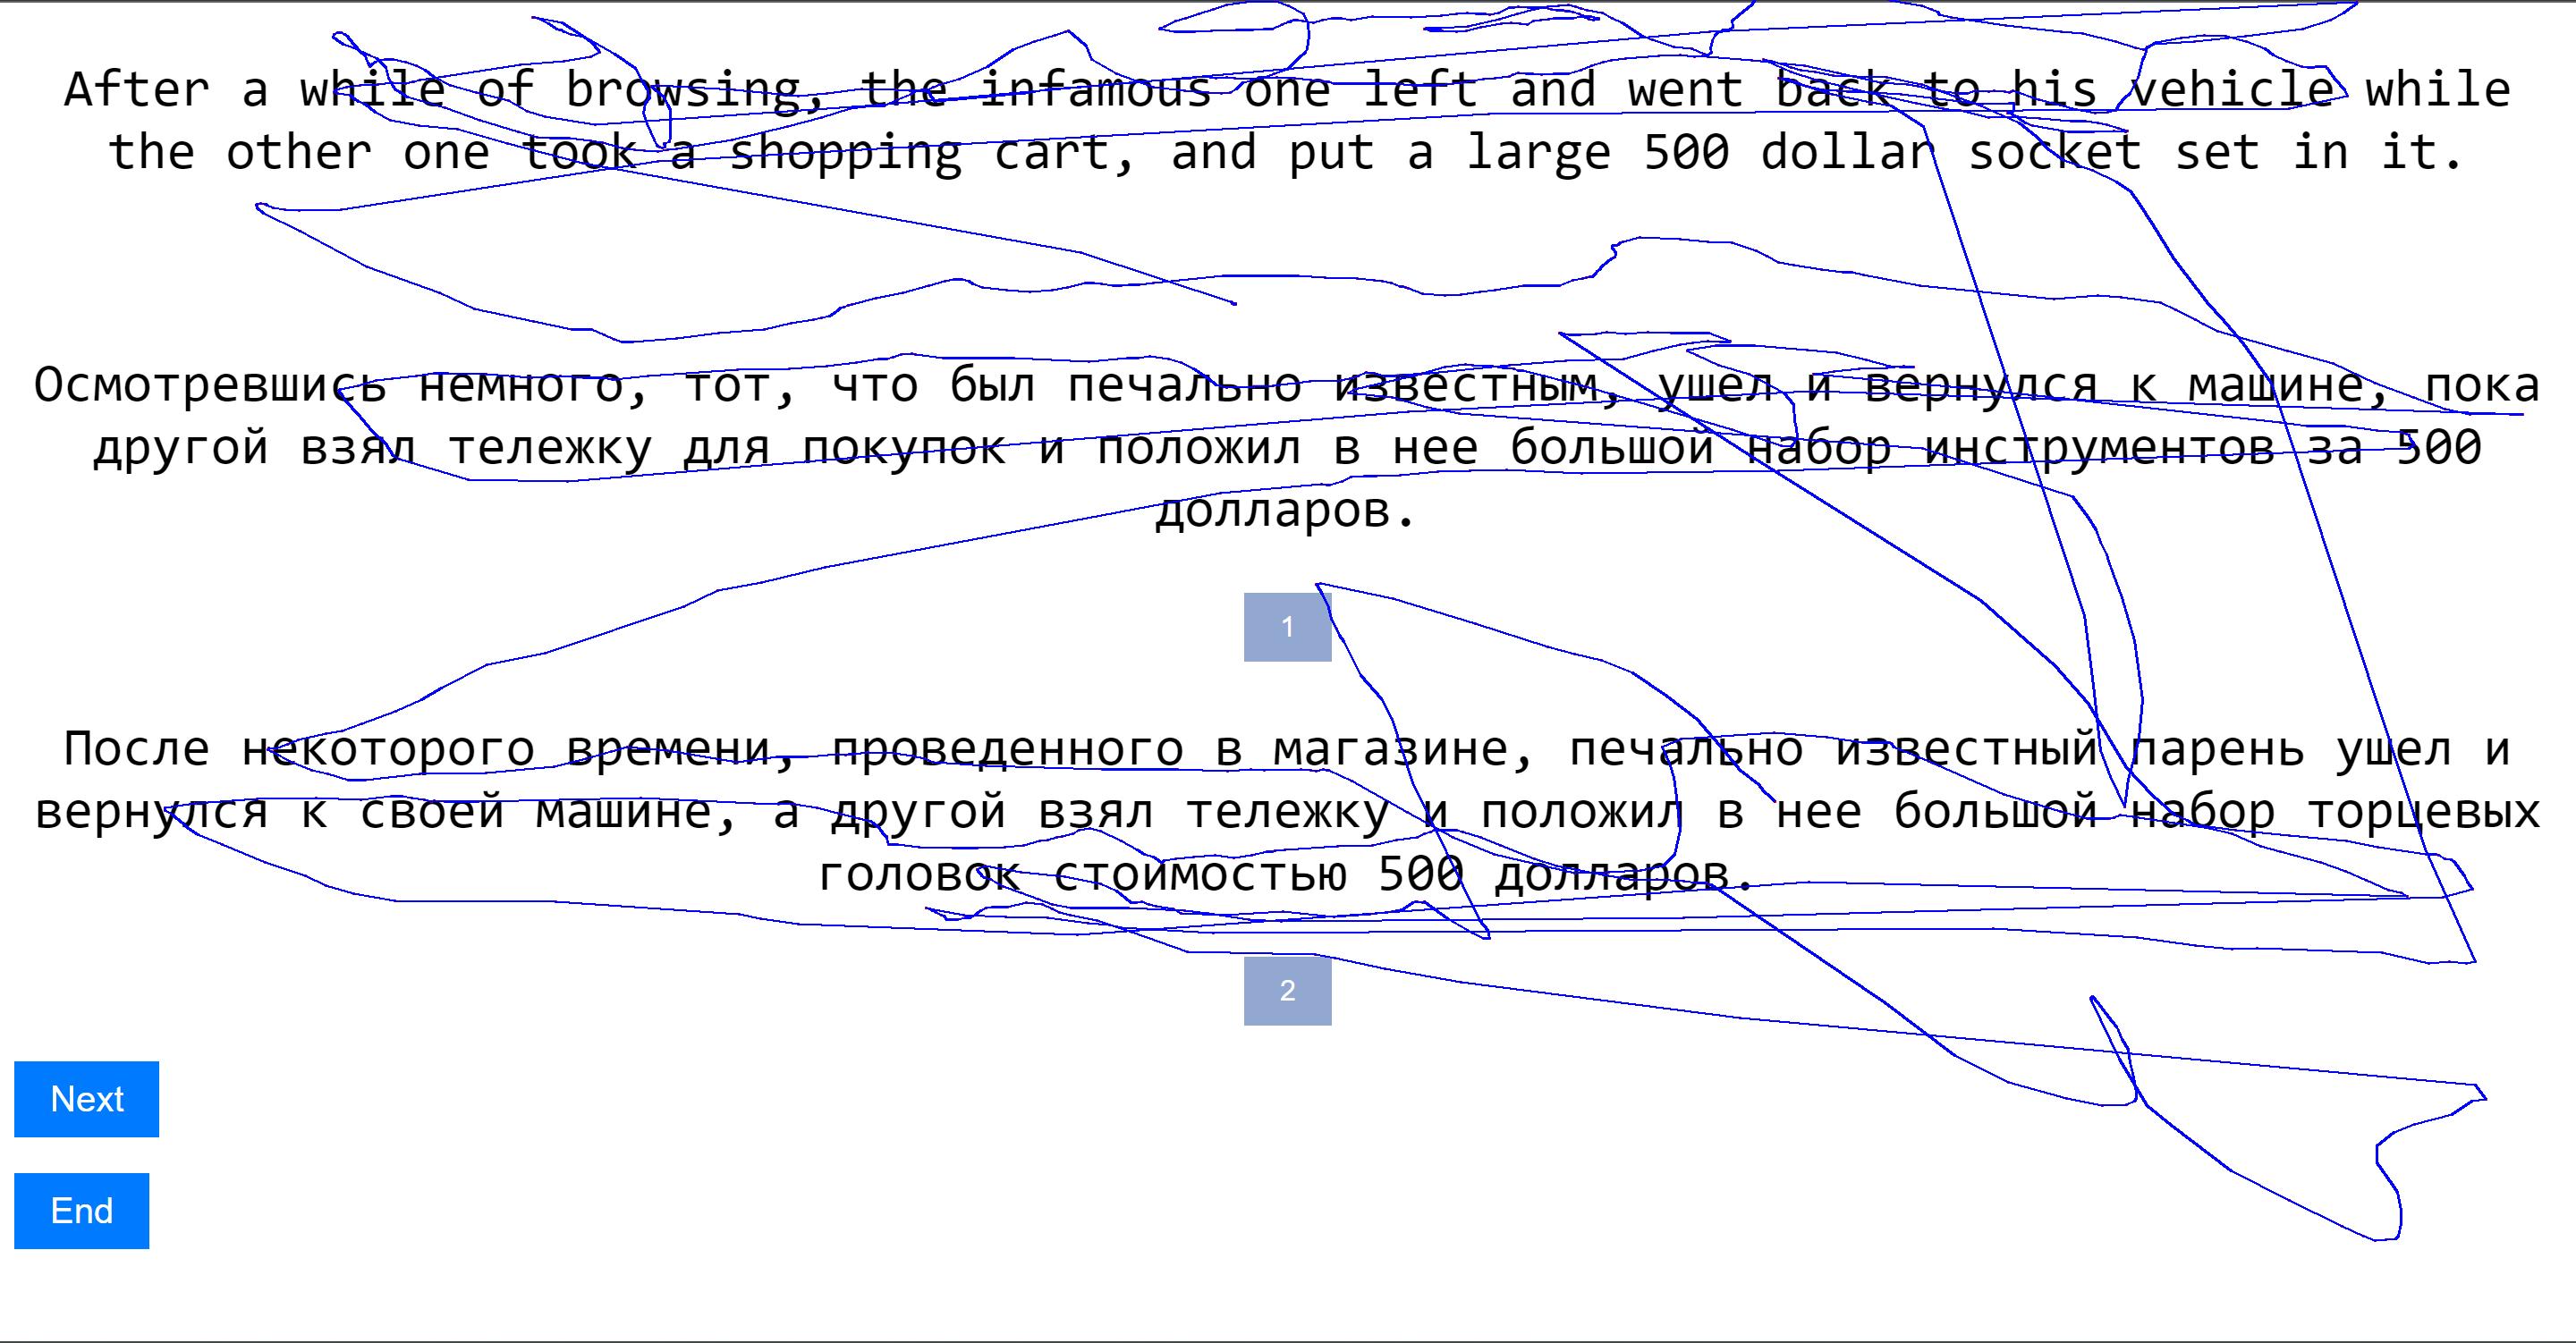 After a while of browsing, the infamous one left and went back to his vehicle while
the other one took a shopping cart, and put a large 500 dollar socket set in it.
Осмотревшись немного, тот, что был печально известным, ушел и вернулся к машине, пока
другой взял тележку для покупок и положил в нее большой набор инструментов за 500
долларов.
1
После некоторого времени, проведенного в магазине, печально известный парень ушел и
вернулся к своей машине, а другой взял тележку и положил в нее большой набор торцевых
головок стоимостью 500 долларов.
2
Next
End